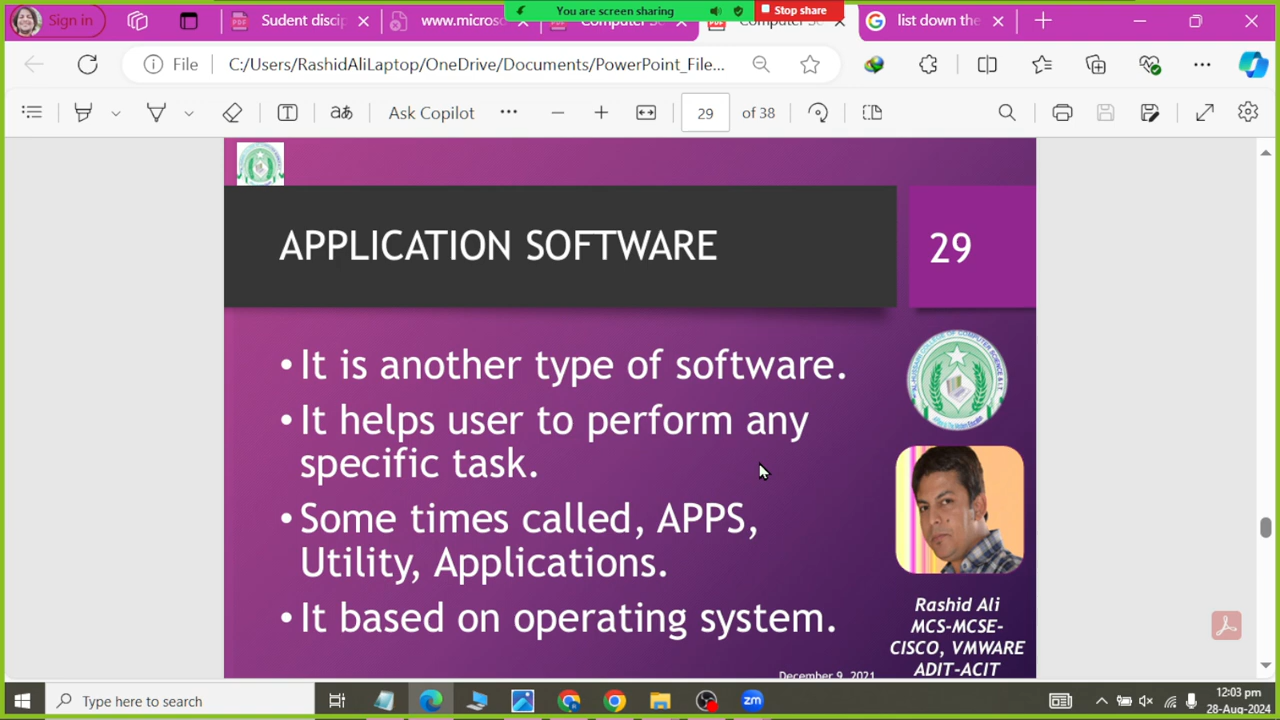 Sign in
Sudent discip
www.microso
You are screen sharing
Stop share
list down the
File
C:/Users/RashidAliLaptop/OneDrive/Documents/PowerPoint_File...
Ask Copilot
29
of 38
APPLICATION SOFTWARE
29
• It is another type of software.
• It helps user to perform any
specific task.
• Some times called, APPS,
Utility, Applications.
• It based on operating system.
Rashid Ali
MCS-MCSE-
CISCO, VMWARE
ADIT-ACIT
December 9, 2021
Type here to search
zm
12:03 pm
28-Aug-2024